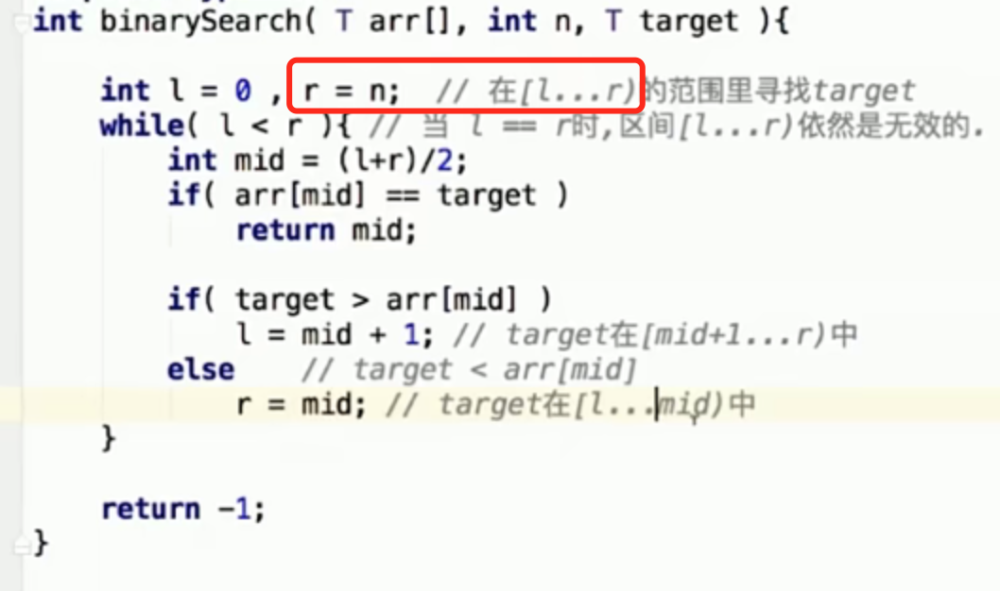 int binarySearch( T arr[], int n, T target ){
int l = 0 , r = n; // 在[l...r)的范围里寻找target
while( l < r ){ // 当 l == r时,区间[l...r)依然是无效的.
int mid = (l+r)/2;
if( arr[mid] == target )
return mid;
if( target > arr[mid] )
l = mid + 1; // target在[mid+1...r)中
else // target < arr[mid]
r = mid; // target在[l...mid)中
}
return -1;
}